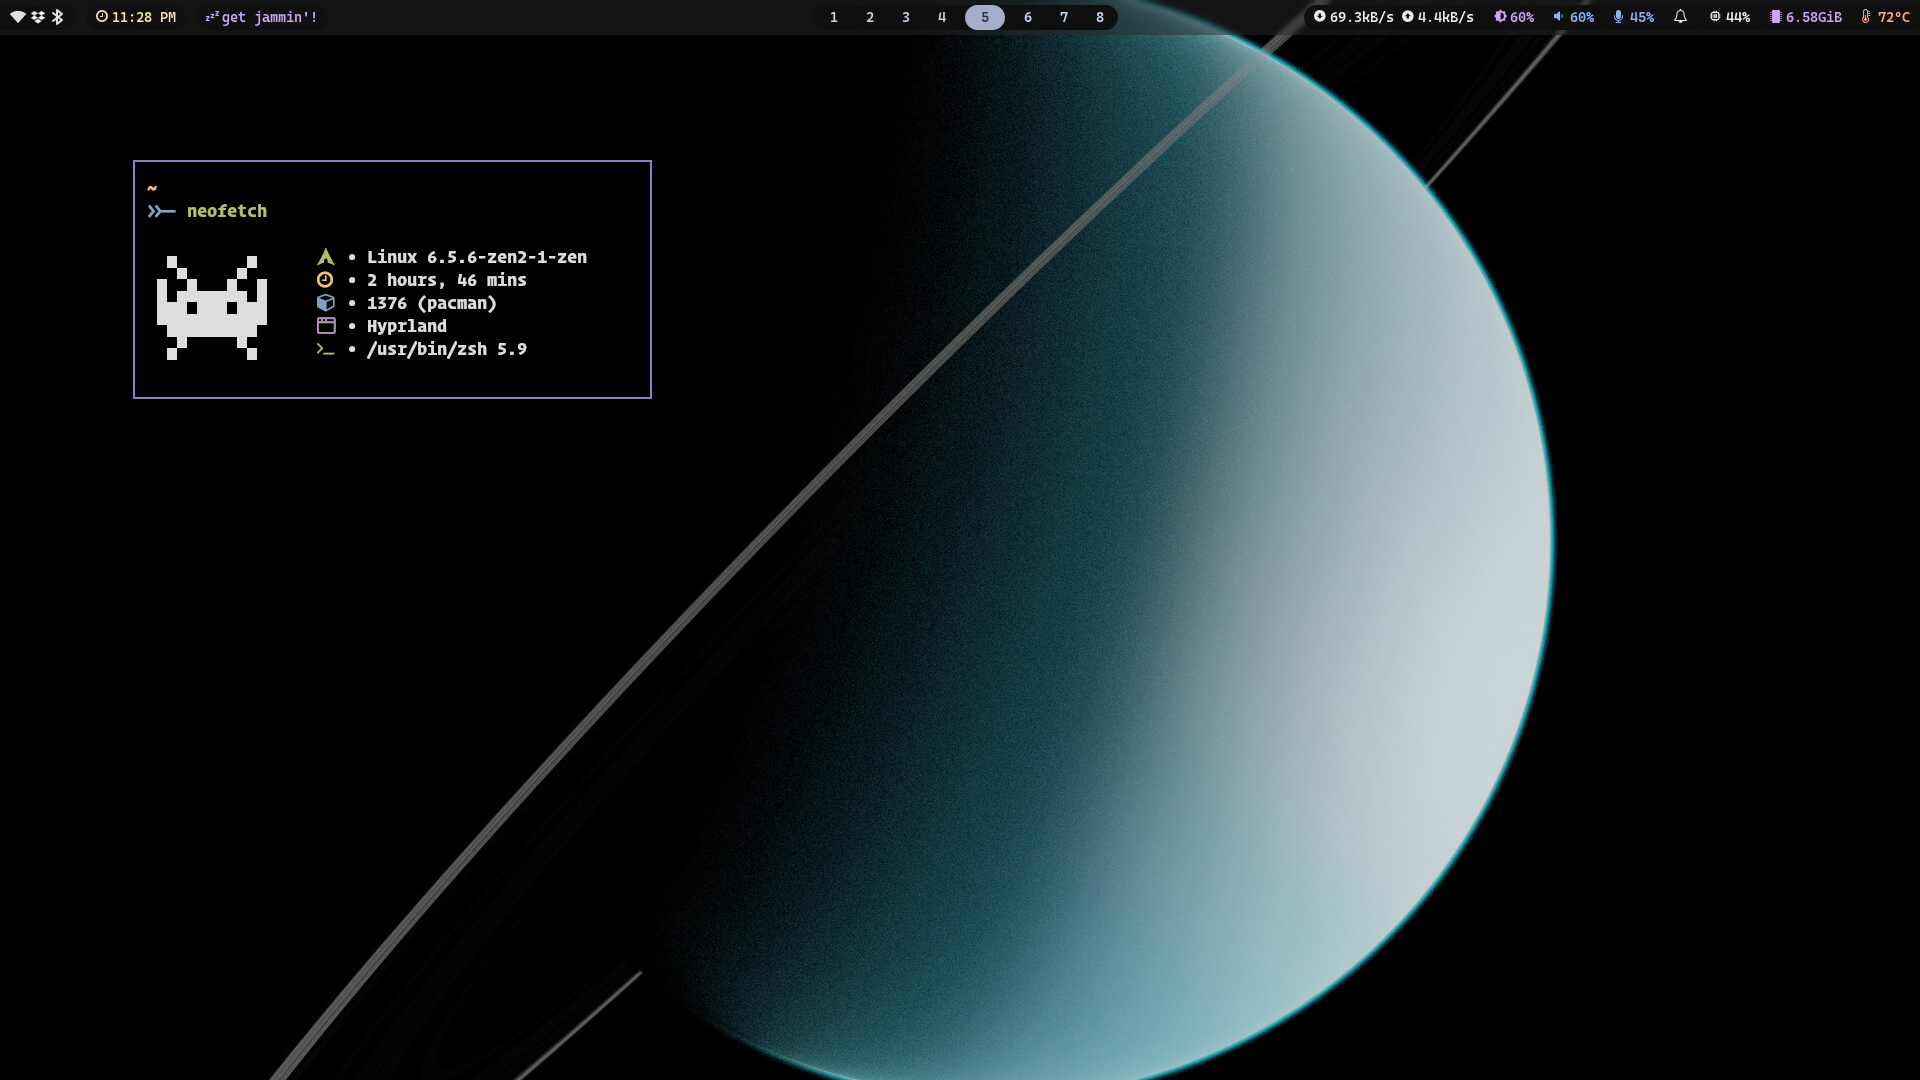 11:28 PM
zzz get jammin'!
1 2 3 4 5 6 7 8
69.3kB/s 4.4kB/s 60% 60% 45% 44% 6.58GiB 72°C
~
neofetch
• Linux 6.5.6-zen2-1-zen
• 2 hours, 46 mins
• 1376 (pacman)
• Hyprland
• /usr/bin/zsh 5.9